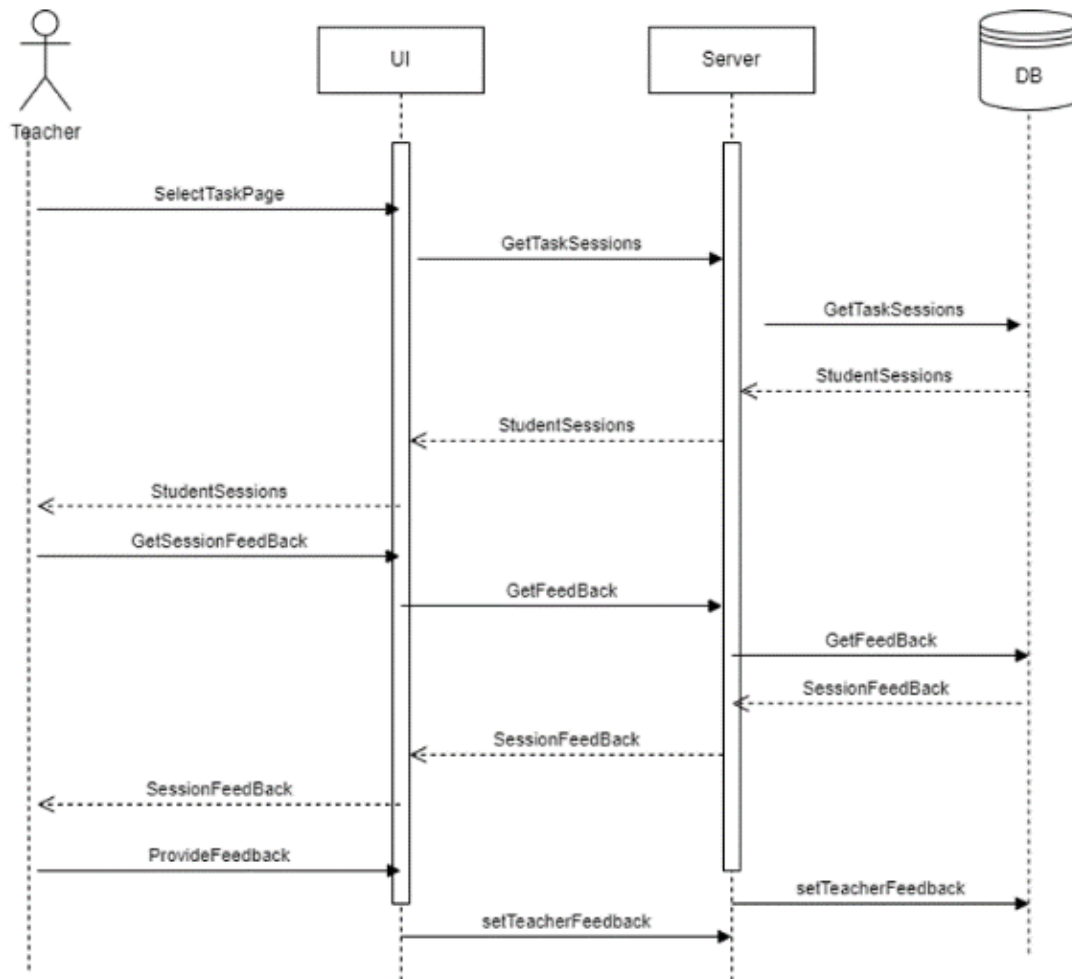 UI
Server
DB
Teacher
SelectTaskPage
GetTaskSessions
GetTaskSessions
StudentSessions
StudentSessions
StudentSessions
GetSessionFeedBack
GetFeedBack
GetFeedBack
SessionFeedBack
SessionFeedBack
SessionFeedBack
ProvideFeedback
setTeacherFeedback
setTeacherFeedback